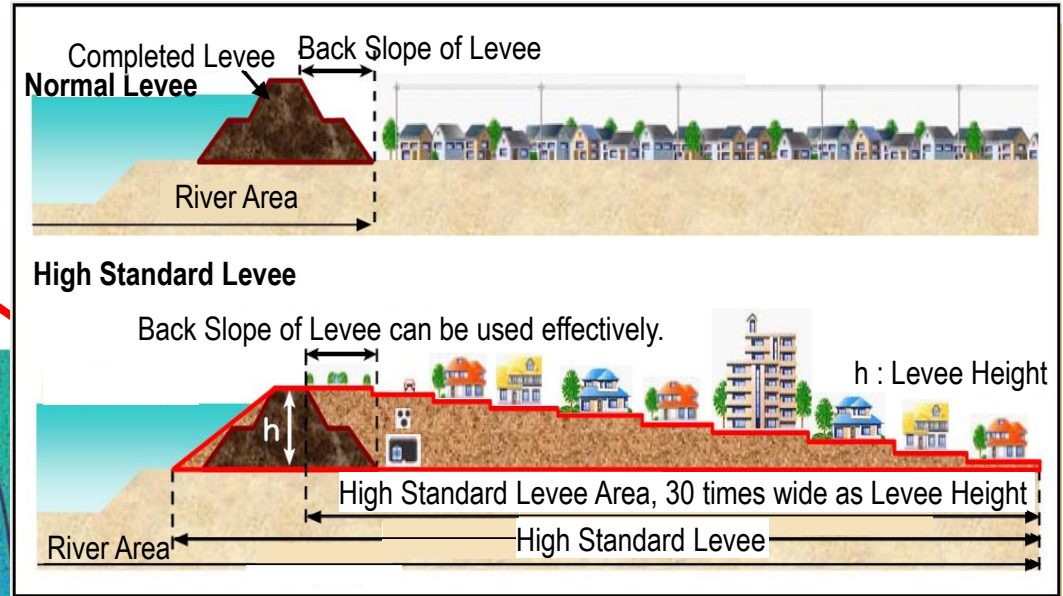 Completed Levee
Back Slope of Levee
Normal Levee
River Area
High Standard Levee
Back Slope of Levee can be used effectively.
h : Levee Height
h
High Standard Levee Area, 30 times wide as Levee Height
High Standard Levee
River Area